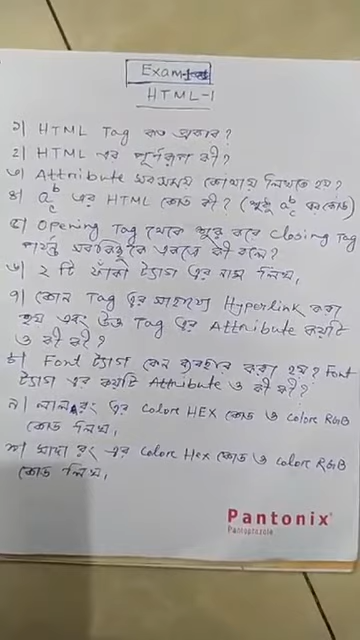 Exam
HTML-1
১| HTML Tag কত প্রকার?
২| HTML এর পূর্ণরূপ কী?
৩| Attribute সবসময় কোথায় লিখতে হয়?
৪| a b c এর HTML কোড কী? (শুধু a b c এর কোড)
৫| Opening Tag থেকে শুরু করে Closing Tag
পর্যন্ত সবকিছুকে একত্রে কী বলে?
৬| ২ টি ফাঁকা ট্যাগ এর নাম লিখ,
৭| কোন Tag এর সাহায্যে Hyperlink করা
হয় এবং উক্ত Tag এর Attribute কয়টি
ও কী কী?
৮| Font ট্যাগ কেন ব্যবহার করা হয়? Font
ট্যাগ এর কয়টি Attribute ও কী কী?
৯| লাল রং এর Colore HEX কোড ও Colore RGB
কোড লিখ,
১০| সাদা রং এর Colore Hex কোড ও Colore RGB
কোড লিখ,
Pantonix
Pantoprazole